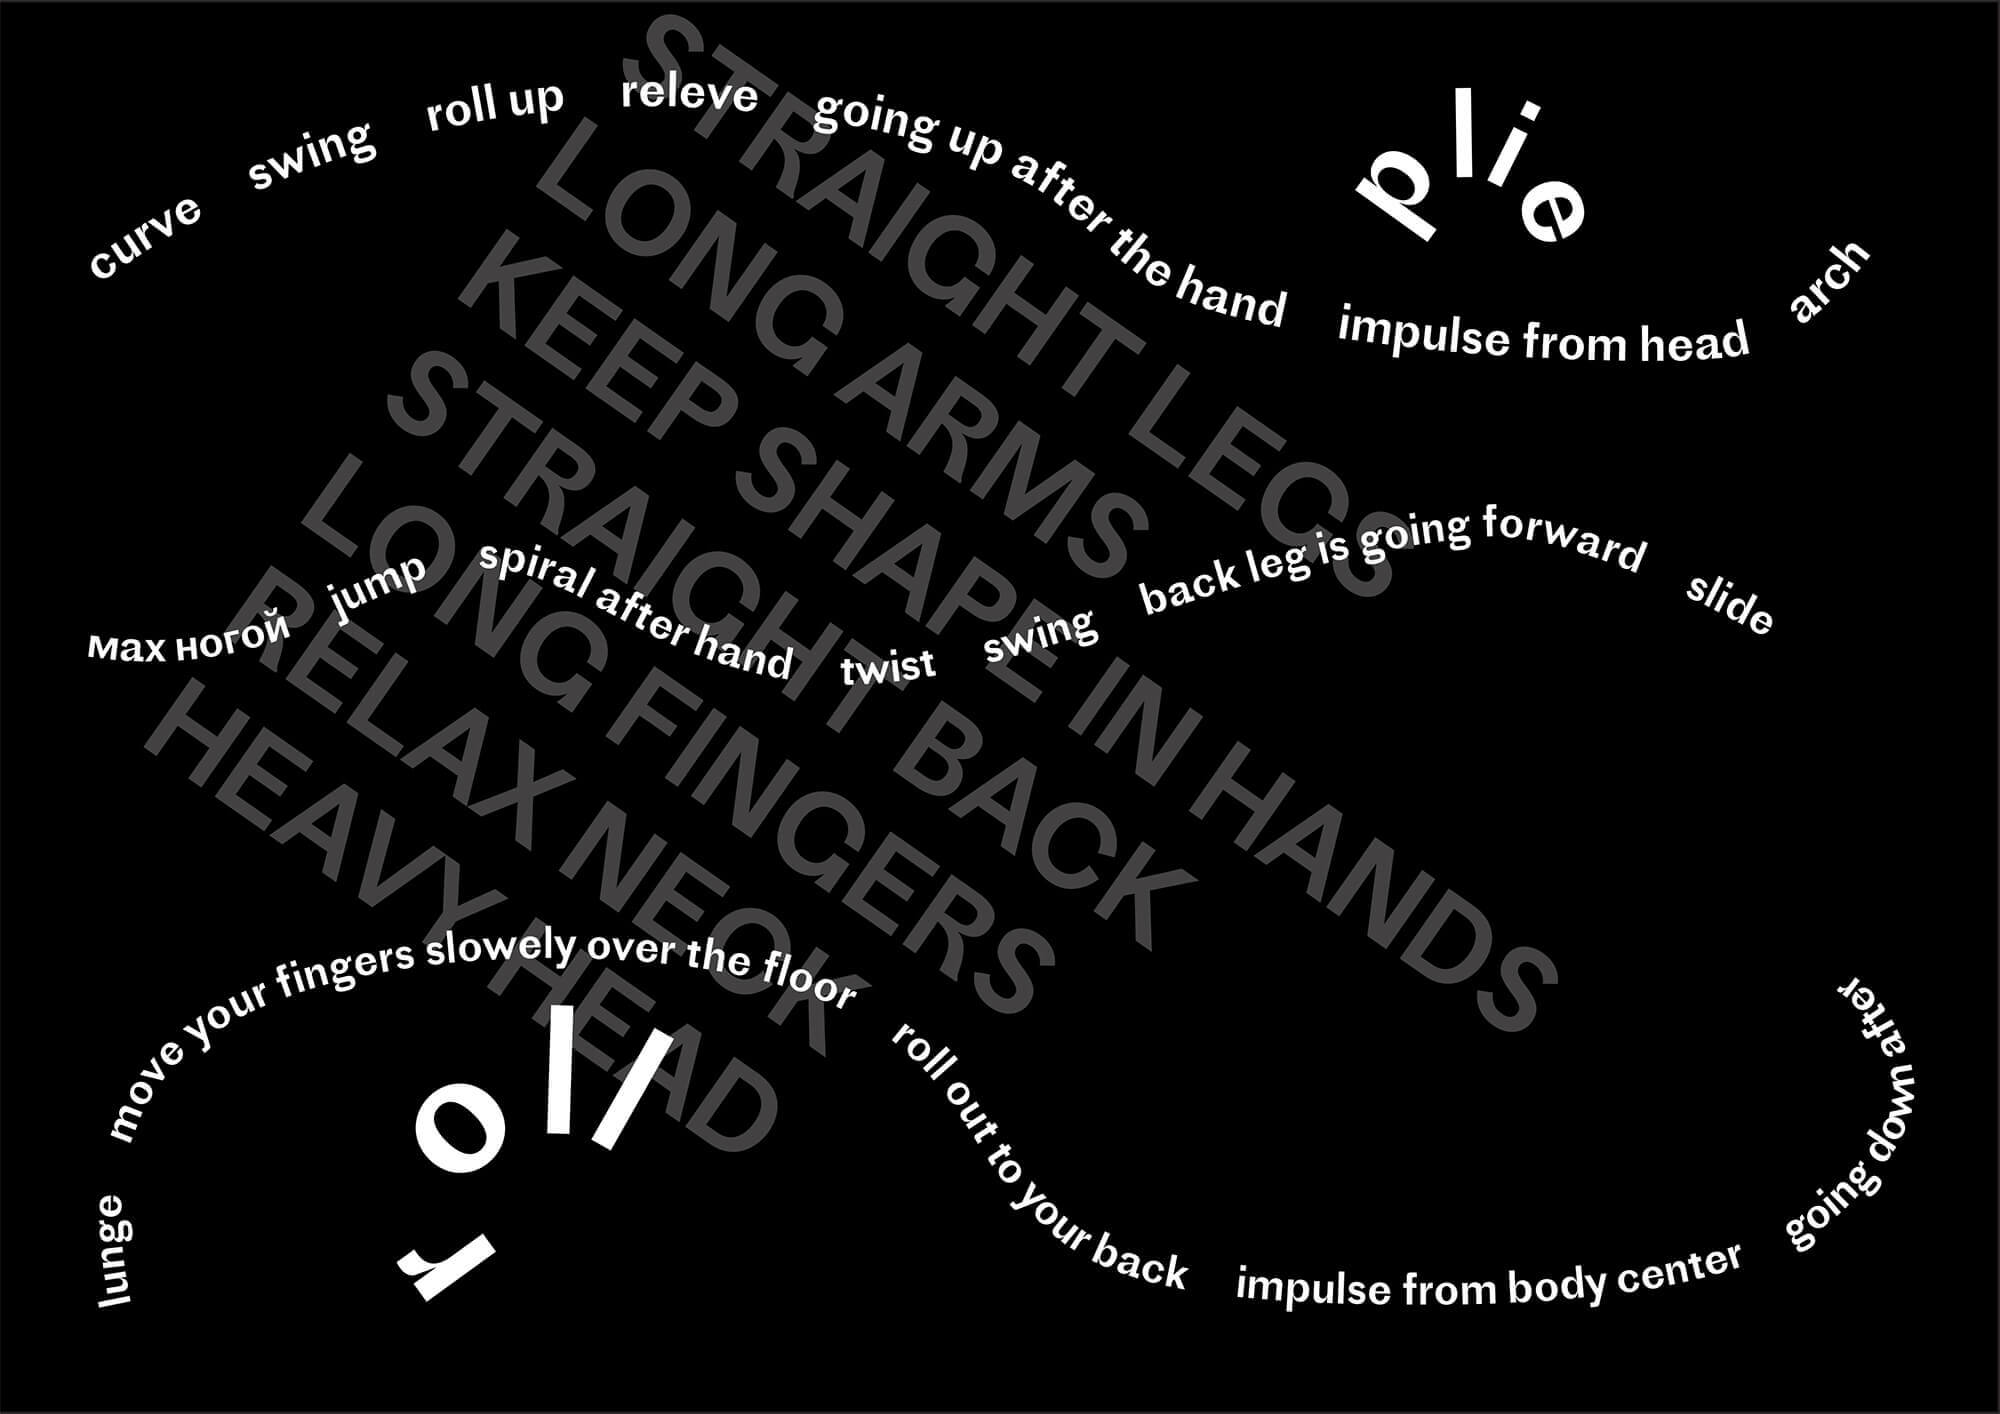 curve swing roll up releve going up after the hand impulse from head arch
plie
STRAIGHT LEGS
LONG ARMS
KEEP SHAPE IN HANDS
STRAIGHT BACK
LONG FINGERS
RELAX NECK
HEAVY HEAD
мах ногой jump spiral after hand twist swing back leg is going forward slide
lunge move your fingers slowely over the floor roll out to your back impulse from body center going down after
roll